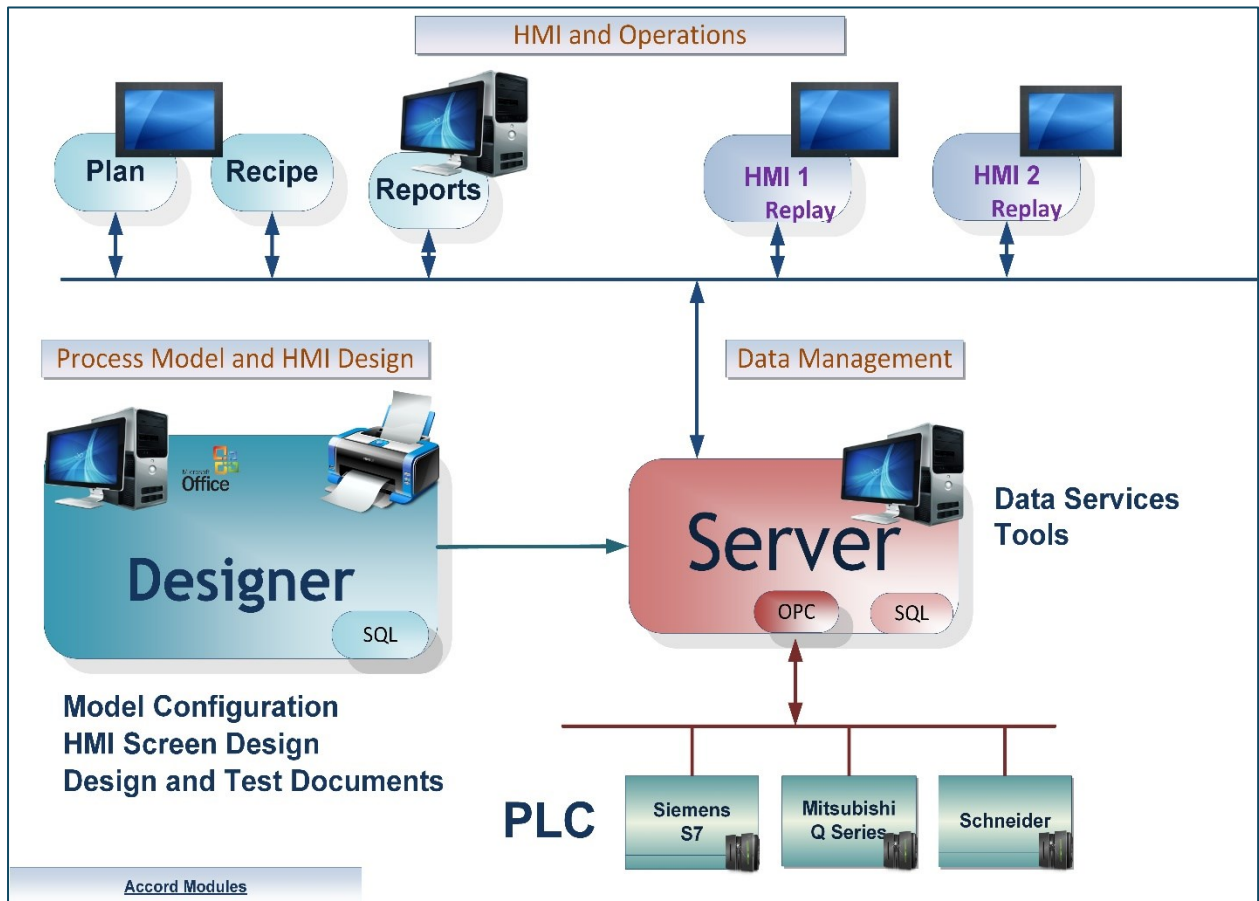 HMI and Operations
Plan
Recipe
Reports
HMI 1
Replay
HMI 2
Replay
Process Model and HMI Design
Data Management
Microsoft
Office
Designer
SQL
Server
OPC
SQL
Data Services
Tools
Model Configuration
HMI Screen Design
Design and Test Documents
PLC
Siemens
S7
Mitsubishi
Q Series
Schneider
Accord Modules